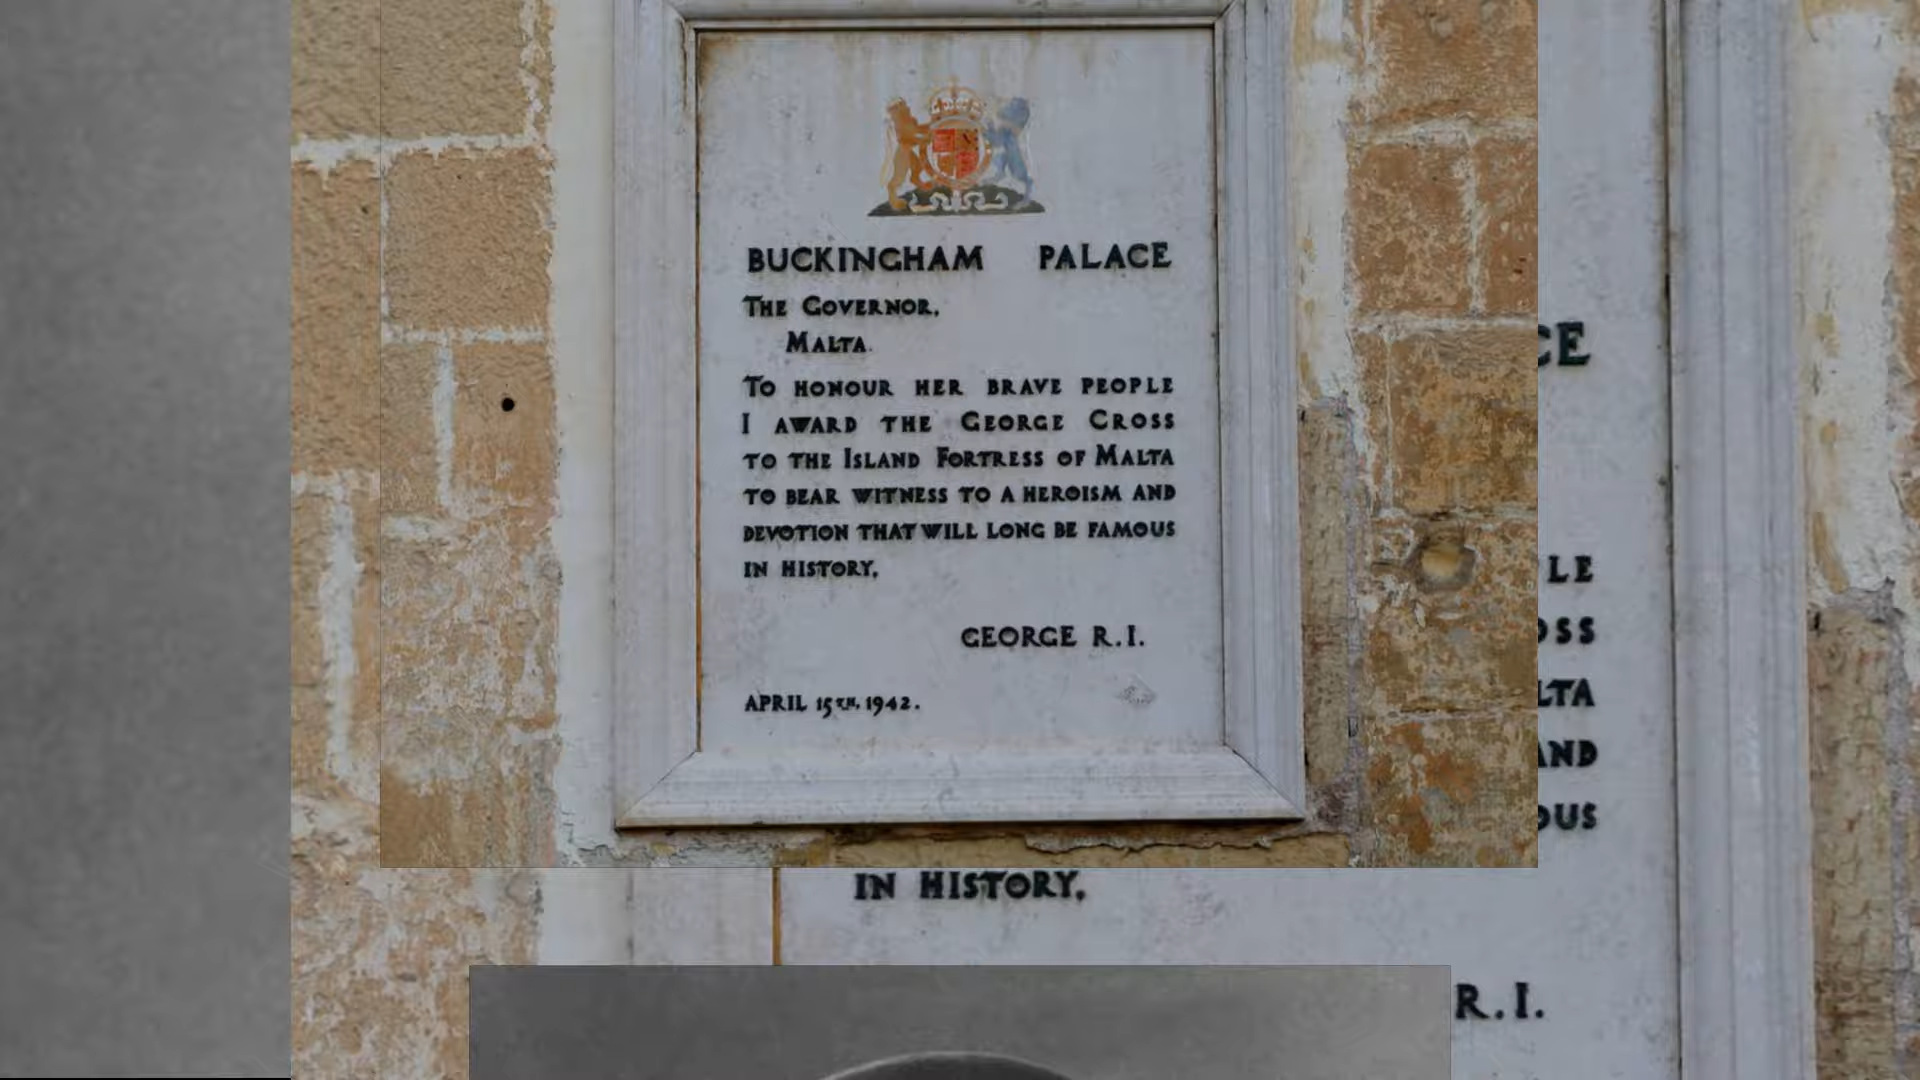 BUCKINGHAM PALACE
THE GOVERNOR,
MALTA.
TO HONOUR HER BRAVE PEOPLE
I AWARD THE GEORGE CROSS
TO THE ISLAND FORTRESS OF MALTA
TO BEAR WITNESS TO A HEROISM AND
DEVOTION THAT WILL LONG BE FAMOUS
IN HISTORY,
GEORGE R.I.
APRIL 15TH, 1942.
CE
LE
OSS
LTA
AND
OUS
IN HISTORY,
R.I.